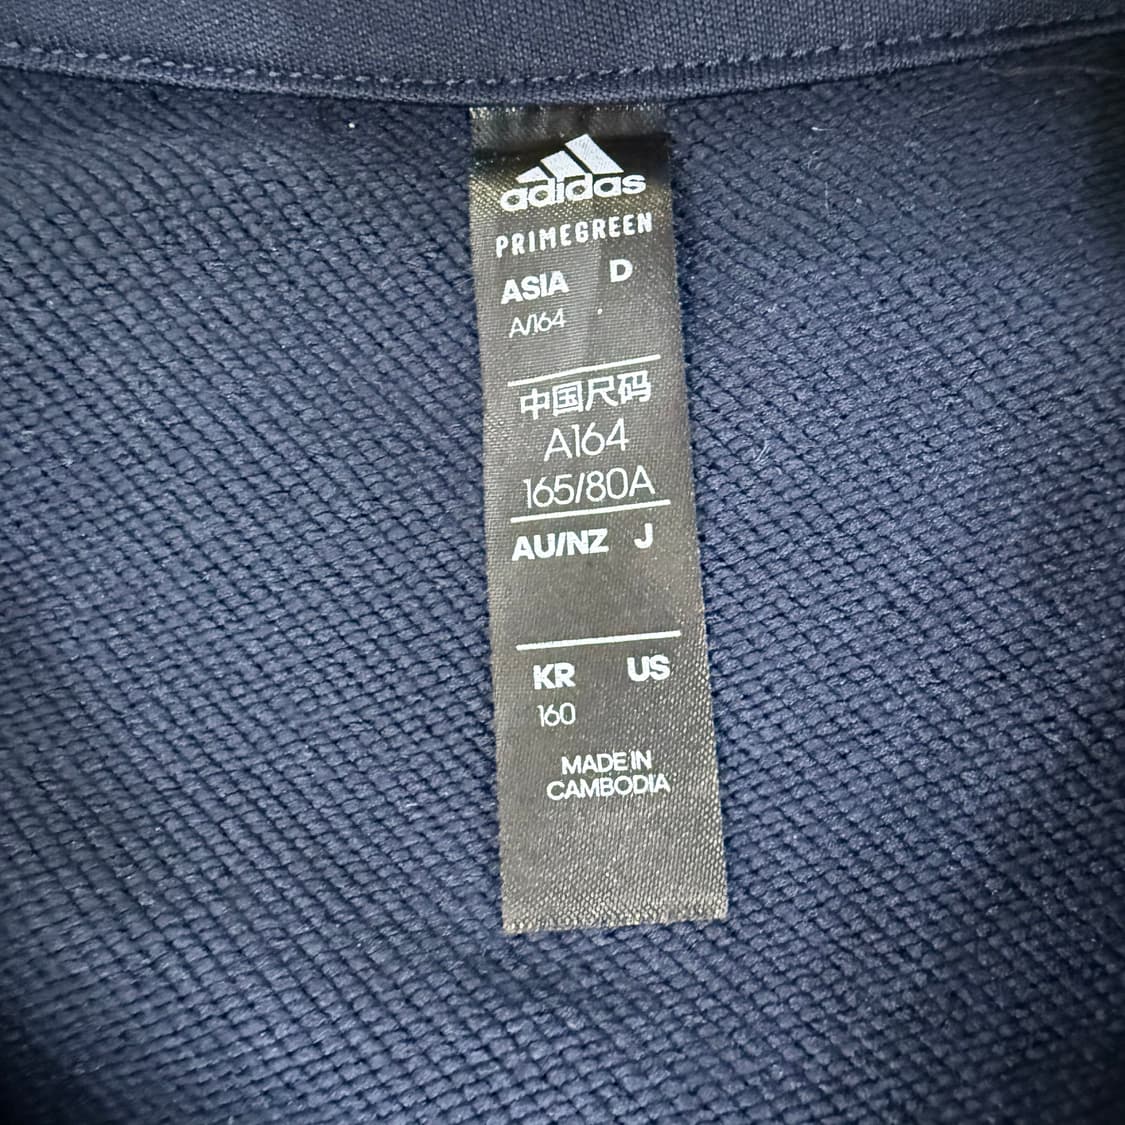 adidas
PRIMEGREEN
ASIA D
A/164
中国尺码
A164
165/80A
AU/NZ J
KR US
160
MADE IN
CAMBODIA